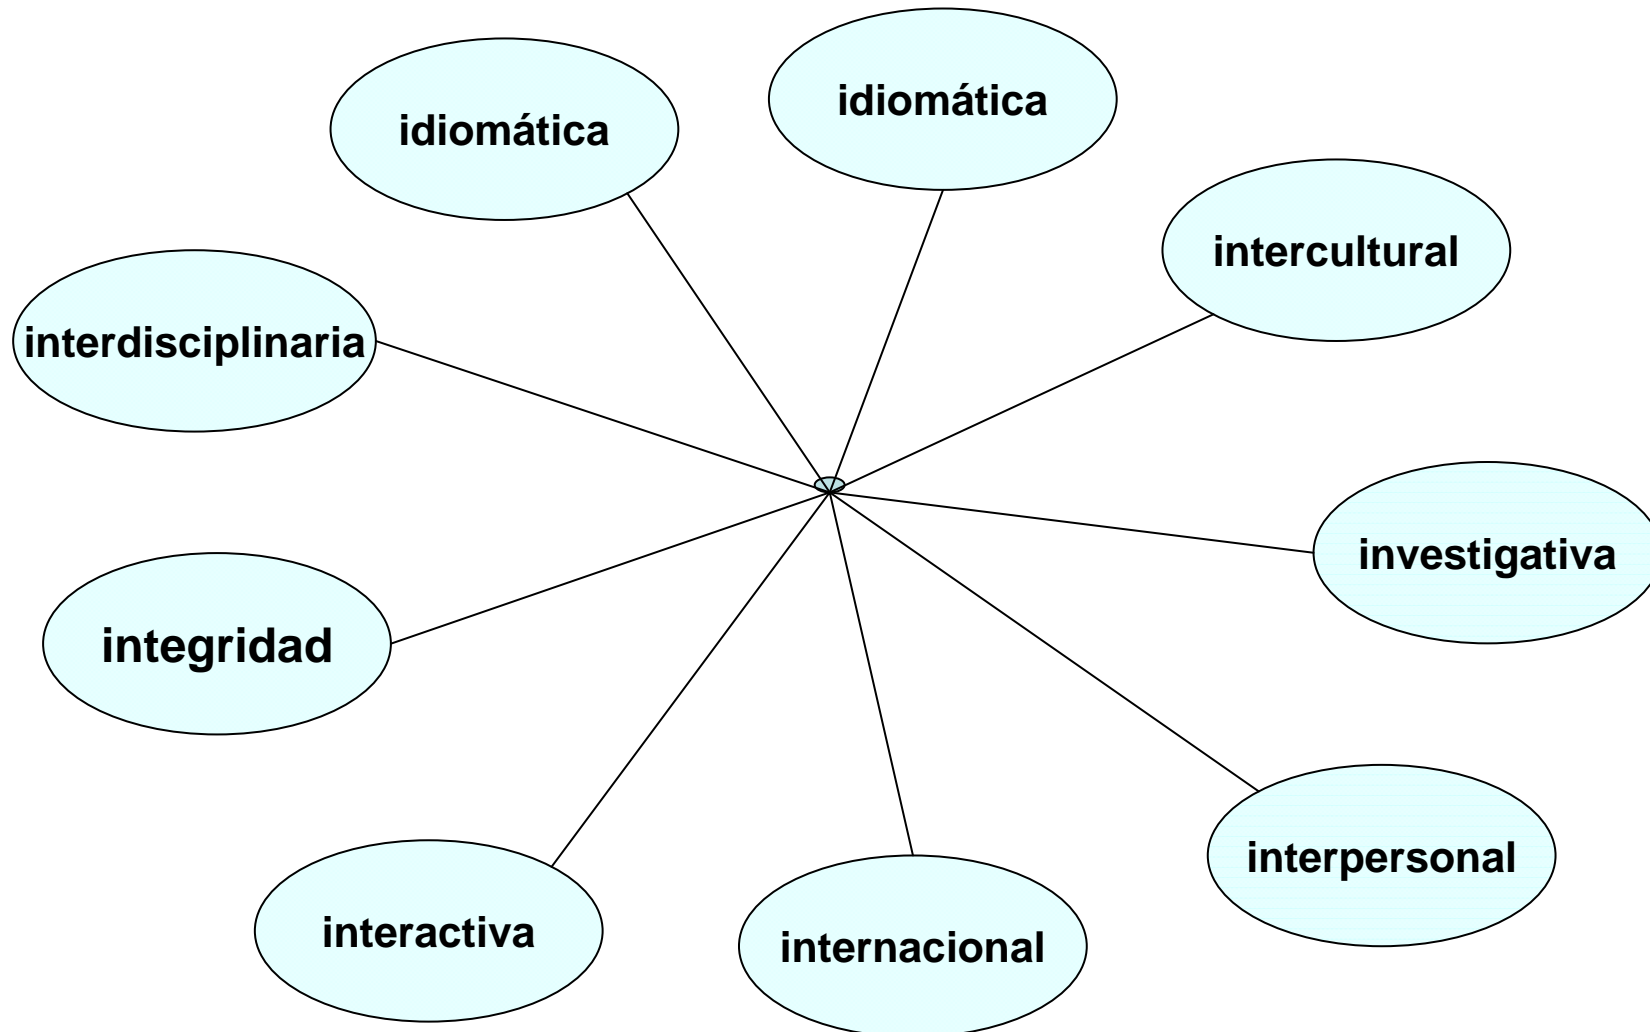 idiomática
idiomática
intercultural
interdisciplinaria
investigativa
integridad
interpersonal
interactiva
internacional